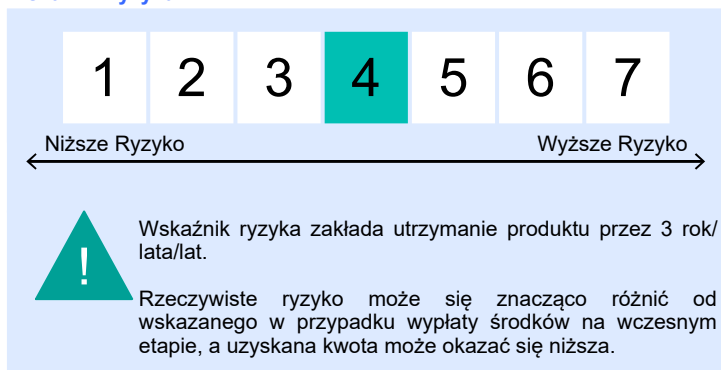 1 2 3 4 5 6 7
Niższe Ryzyko Wyższe Ryzyko
!
Wskaźnik ryzyka zakłada utrzymanie produktu przez 3 rok/
lata/lat.
Rzeczywiste ryzyko może się znacząco różnić od
wskazanego w przypadku wypłaty środków na wczesnym
etapie, a uzyskana kwota może okazać się niższa.